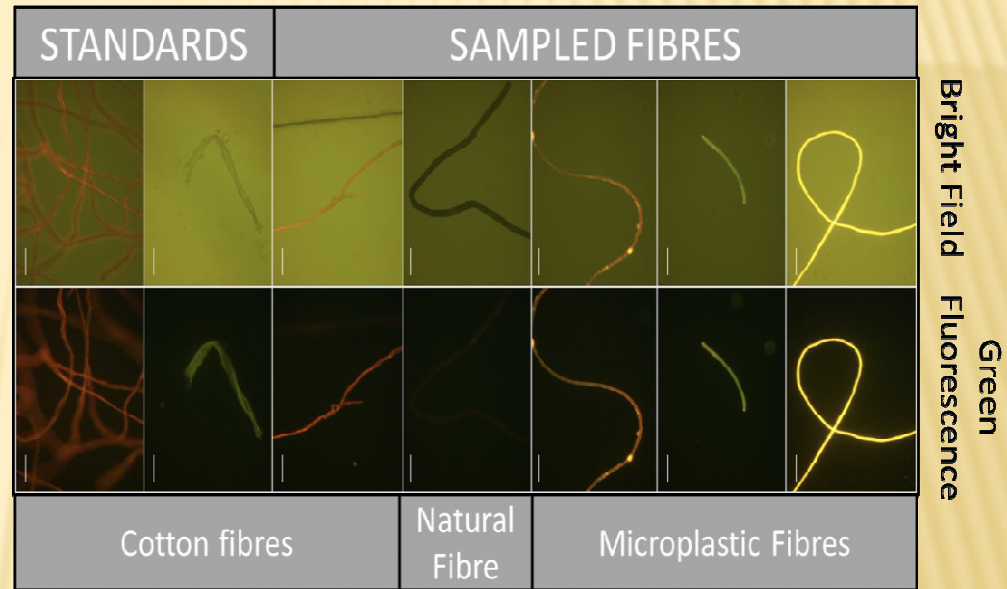 STANDARDS
SAMPLED FIBRES
Bright Field
Green
Fluorescence
Cotton fibres
Natural
Fibre
Microplastic Fibres